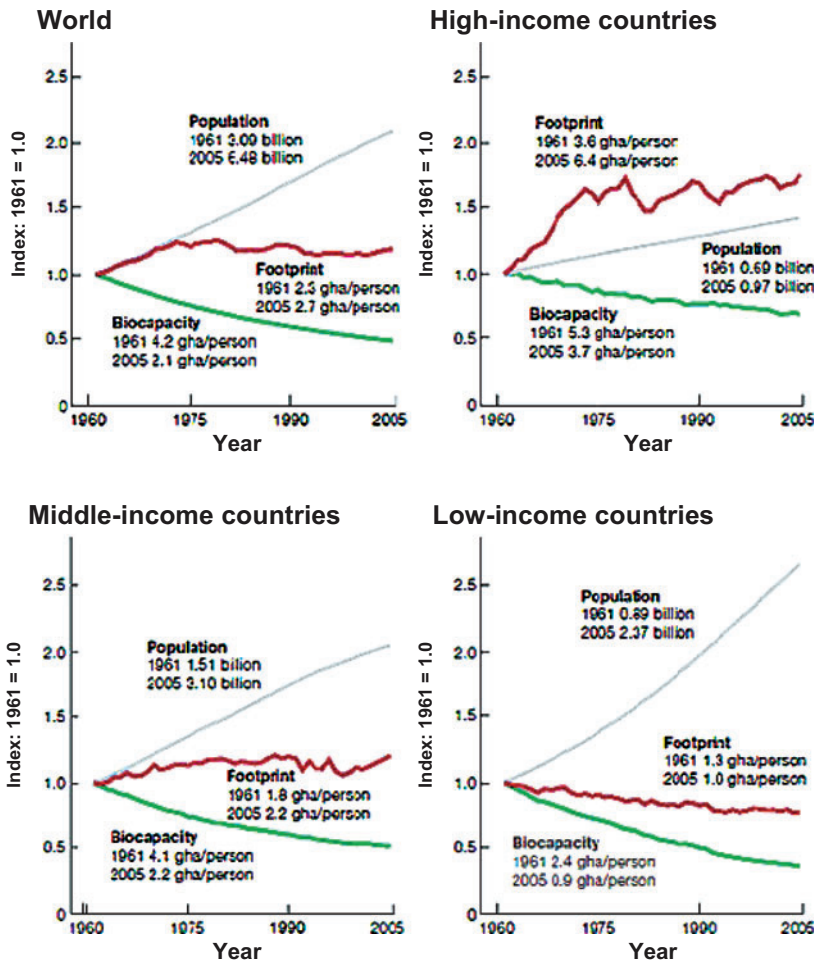 World
Index: 1961 = 1.0
2.5
2.0
1.5
1.0
0.5
0
Population
1961 3.09 billion
2005 6.48 billion
Footprint
1961 2.3 gha/person
2005 2.7 gha/person
Biocapacity
1961 4.2 gha/person
2005 2.1 gha/person
1960
1975
1990
2005
Year
High-income countries
Index: 1961 = 1.0
2.5
2.0
1.5
1.0
0.5
0
Footprint
1961 3.6 gha/person
2005 6.4 gha/person
Population
1961 0.69 billion
2005 0.97 billion
Biocapacity
1961 5.3 gha/person
2005 3.7 gha/person
1960
1975
1990
2005
Year
Middle-income countries
Index: 1961 = 1.0
2.5
2.0
1.5
1.0
0.5
0
Population
1961 1.51 billion
2005 3.10 billion
Footprint
1961 1.8 gha/person
2005 2.2 gha/person
Biocapacity
1961 4.1 gha/person
2005 2.2 gha/person
1960
1975
1990
2005
Year
Low-income countries
Index: 1961 = 1.0
2.5
2.0
1.5
1.0
0.5
0
Population
1961 0.89 billion
2005 2.37 billion
Footprint
1961 1.3 gha/person
2005 1.0 gha/person
Biocapacity
1961 2.4 gha/person
2005 0.9 gha/person
1960
1975
1990
2005
Year